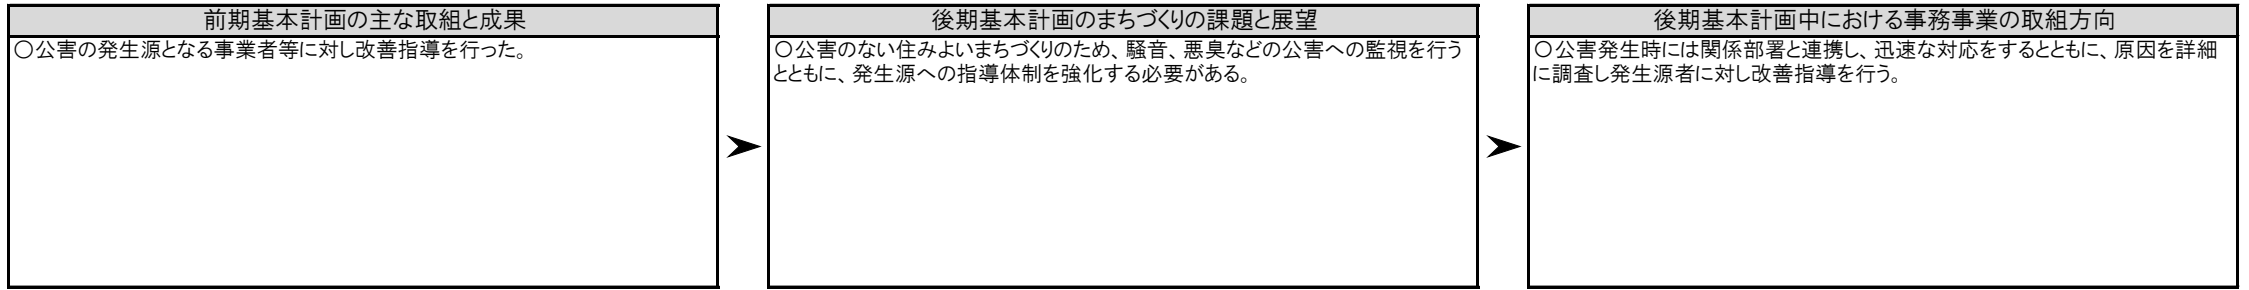 前期基本計画の主な取組と成果
○公害の発生源となる事業者等に対し改善指導を行った。
後期基本計画のまちづくりの課題と展望
○公害のない住みよいまちづくりのため、騒音、悪臭などの公害への監視を行う
とともに、発生源への指導体制を強化する必要がある。
後期基本計画中における事務事業の取組方向
○公害発生時には関係部署と連携し、迅速な対応をするとともに、原因を詳細
に調査し発生源者に対し改善指導を行う。